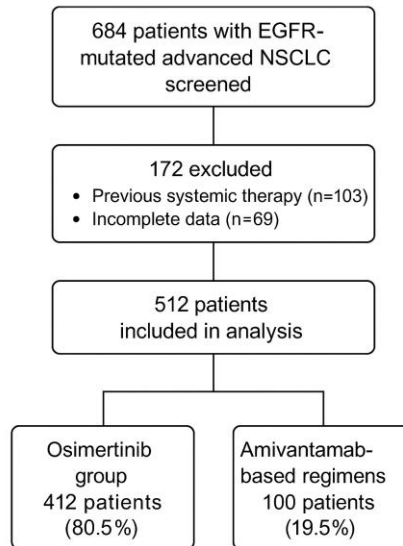 684 patients with EGFR-
mutated advanced NSCLC
screened
172 excluded
• Previous systemic therapy (n=103)
• Incomplete data (n=69)
512 patients
included in analysis
Osimertinib
group
412 patients
(80.5%)
Amivantamab-
based regimens
100 patients
(19.5%)